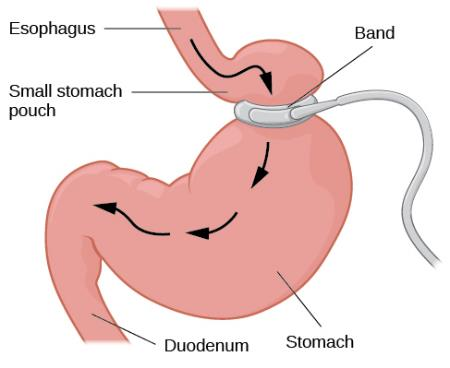 Esophagus
Band
Small stomach
pouch
Stomach
Duodenum